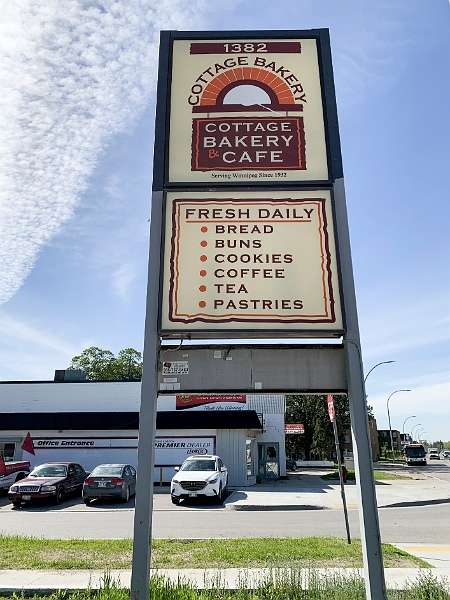 1382
COTTAGE BAKERY
COTTAGE
BAKERY
& CAFE
Serving Winnipeg Since 1932
FRESH DAILY
• BREAD
• BUNS
• COOKIES
• COFFEE
• TEA
• PASTRIES
Office Entrance
PREMIER DEALER
LENNOX